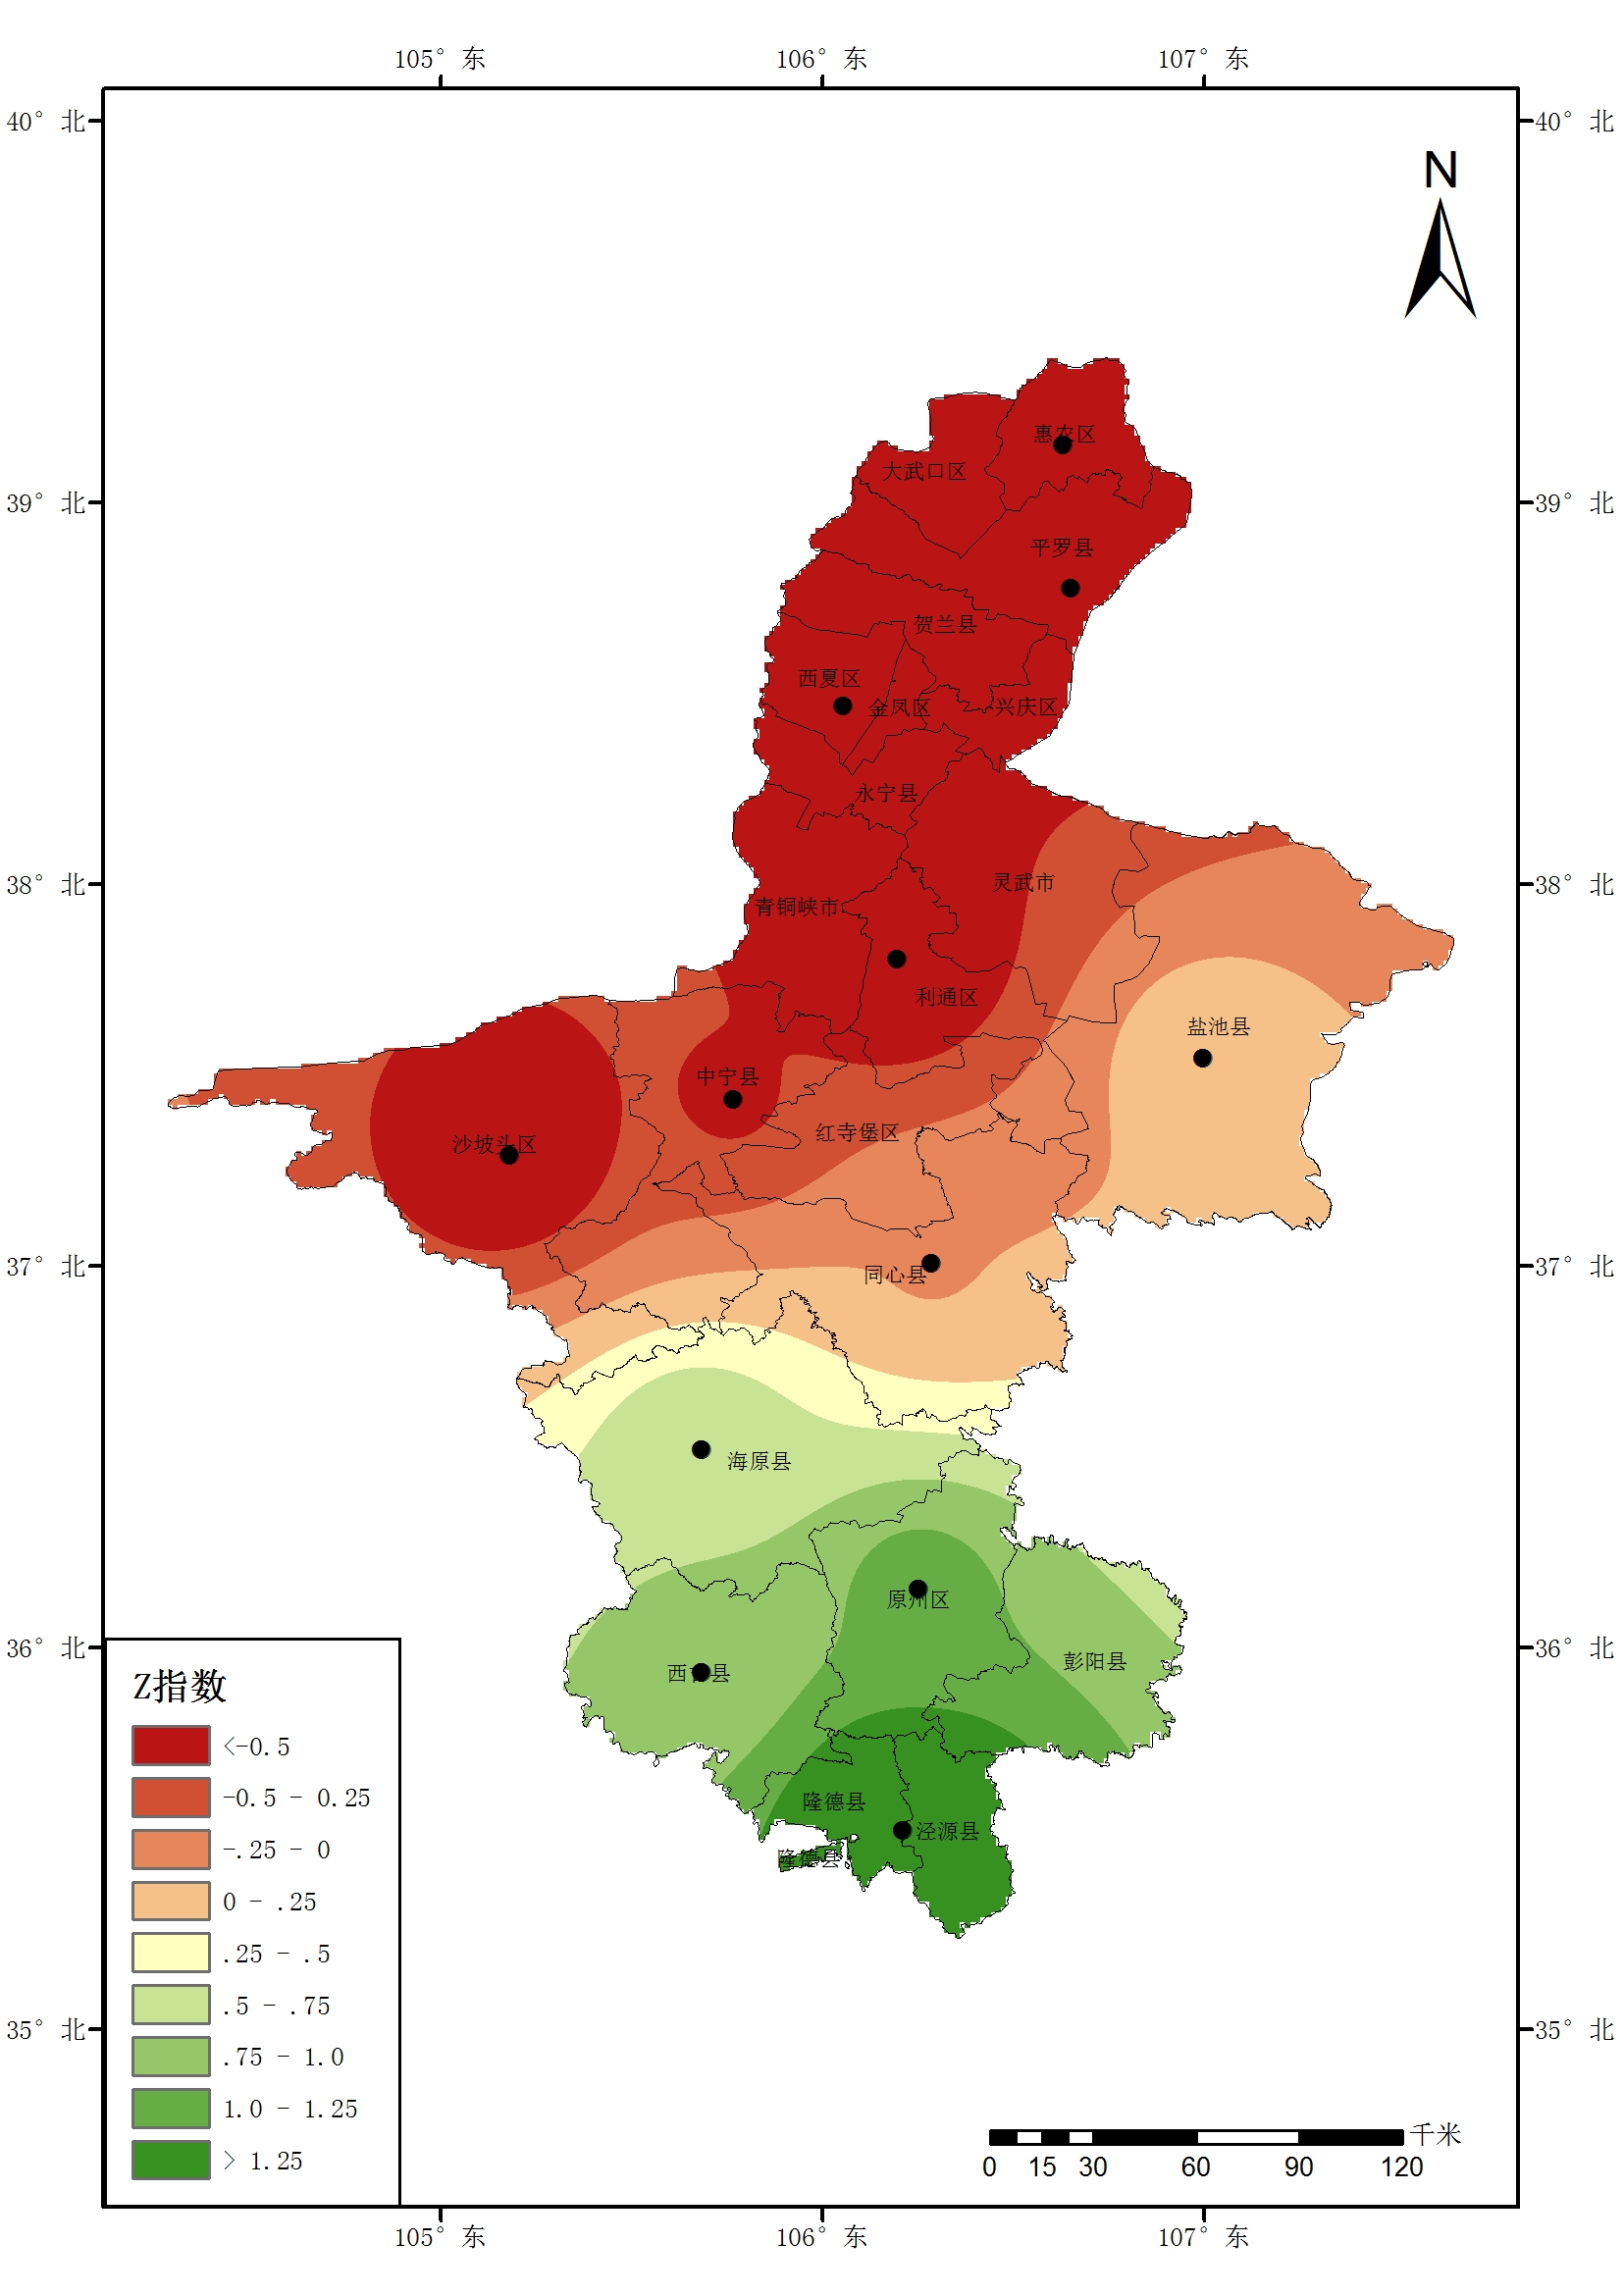 105° 东
106° 东
107° 东
40° 北
40° 北
N
惠农区
大武口区
39° 北
39° 北
平罗县
贺兰县
西夏区
金凤区
兴庆区
永宁县
38° 北
38° 北
灵武市
青铜峡市
利通区
盐池县
中宁县
红寺堡区
沙坡头区
37° 北
37° 北
同心县
海原县
原州区
36° 北
36° 北
彭阳县
隆德县
泾源县
隆德县
Z指数
<-0.5
-0.5 - 0.25
-.25 - 0
0 - .25
.25 - .5
.5 - .75
.75 - 1.0
1.0 - 1.25
> 1.25
35° 北
35° 北
千米
0 15 30 60 90 120
105° 东
106° 东
107° 东